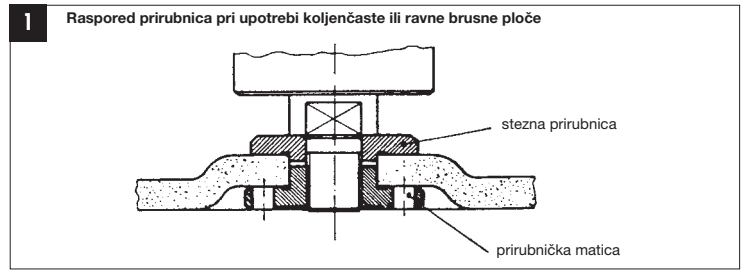 1
Raspored prirubnica pri upotrebi koljenčaste ili ravne brusne ploče
stezna prirubnica
prirubnička matica